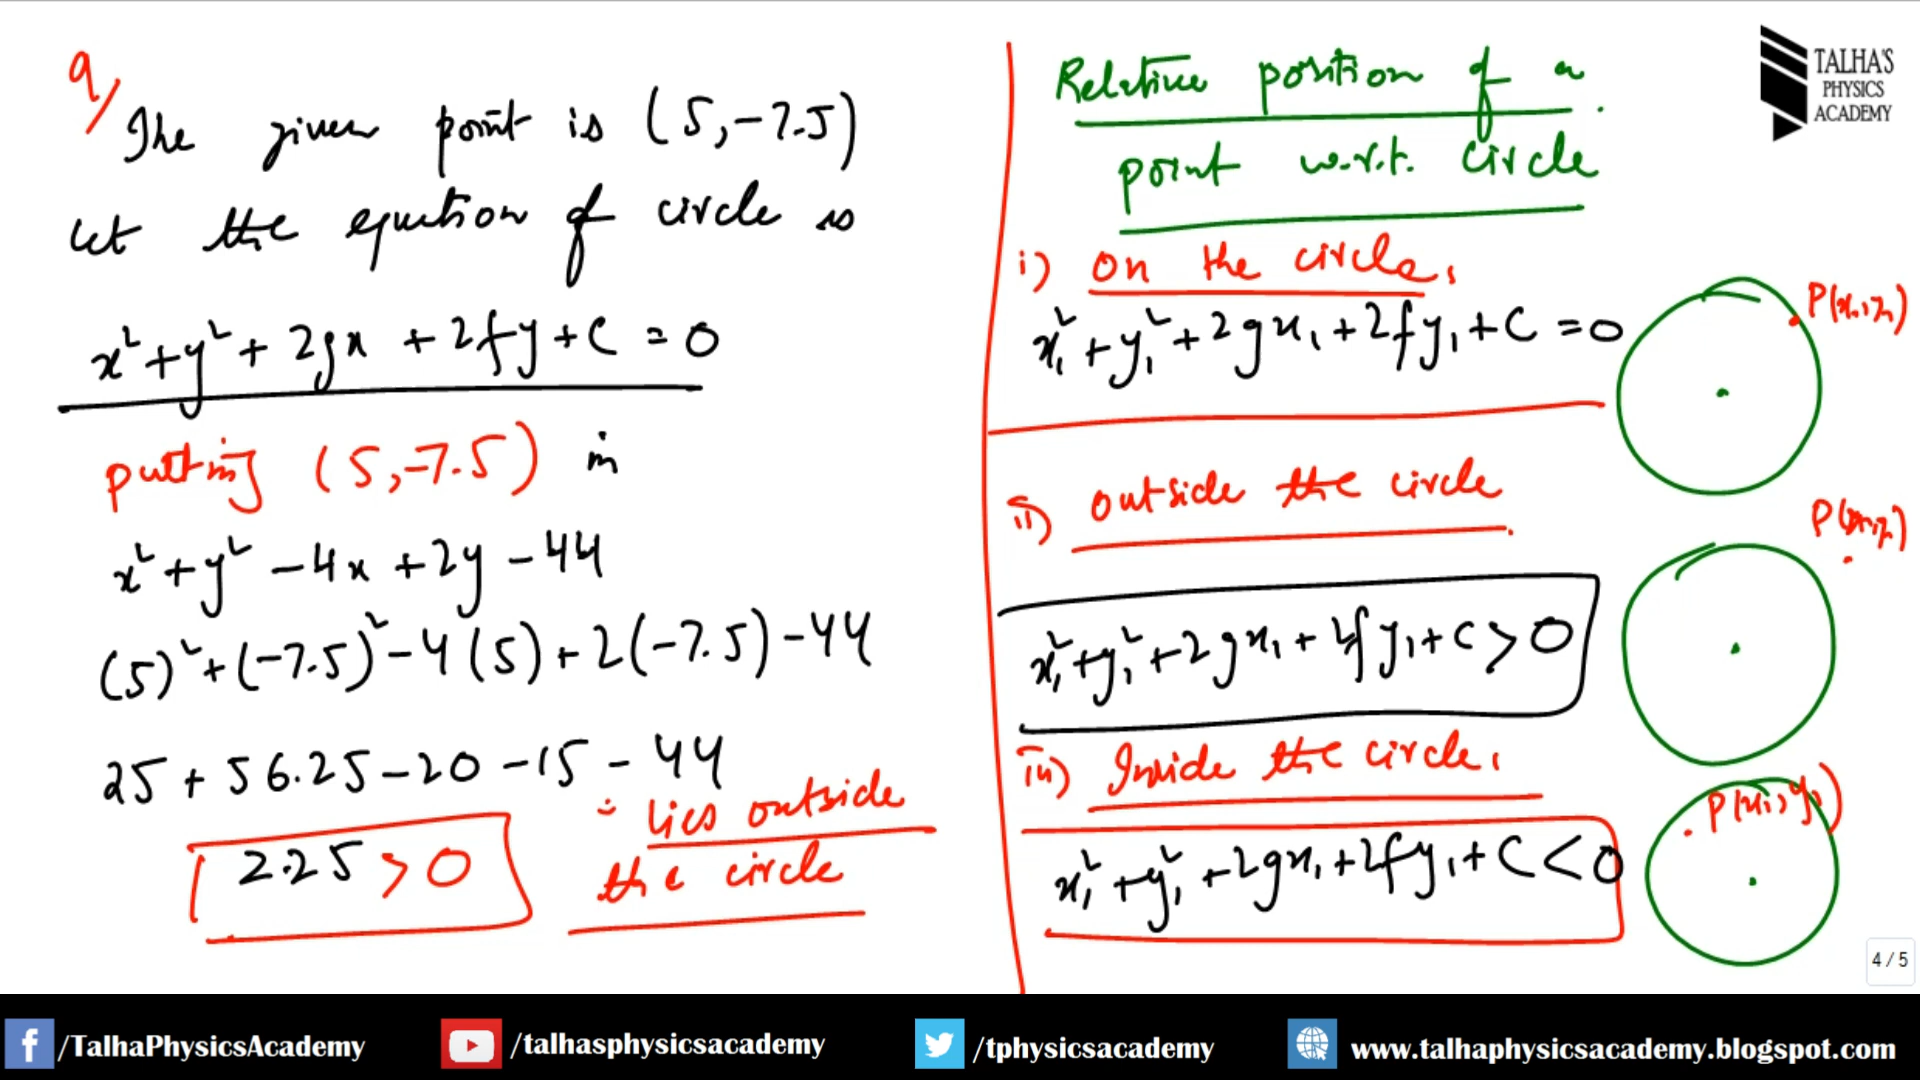 q/
The given point is (5,-7.5)
let the equation of circle is
x²+y²+2gx+2fy+c=0
putting (5,-7.5) in
x²+y²-4x+2y-44
(5)²+(-7.5)²-4(5)+2(-7.5)-44
25+56.25-20-15-44
2.25>0
∴ lies outside
the circle
Relative position of a
point w.r.t. circle
i) on the circle.
x₁²+y₁²+2gx₁+2fy₁+c=0
P(x₁,y₁)
ii) outside the circle.
P(x₁,y₁)
x₁²+y₁²+2gx₁+2fy₁+c>0
iii) Inside the circle.
P(x₁,y₁)
x₁²+y₁²+2gx₁+2fy₁+c<0
TALHA'S
PHYSICS
ACADEMY
4/5
/TalhaPhysicsAcademy
/talhasphysicsacademy
/tphysicsacademy
www.talhaphysicsacademy.blogspot.com